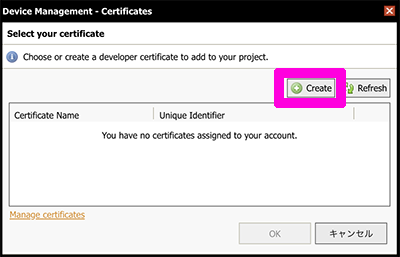 Device Management - Certificates
Select your certificate
Choose or create a developer certificate to add to your project.
Create Refresh
Certificate Name Unique Identifier
You have no certificates assigned to your account.
Manage certificates
OK キャンセル